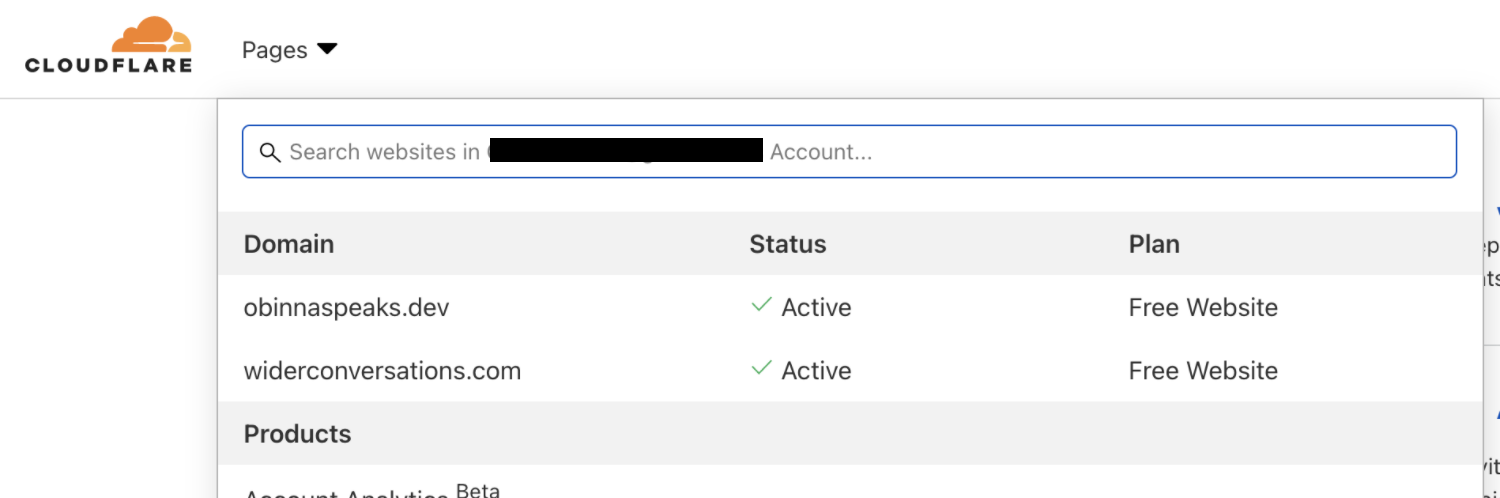 CLOUDFLARE
Pages
Search websites in Account...
Domain Status Plan
obinnaspeaks.dev Active Free Website
widerconversations.com Active Free Website
Products
Account Analytics Beta